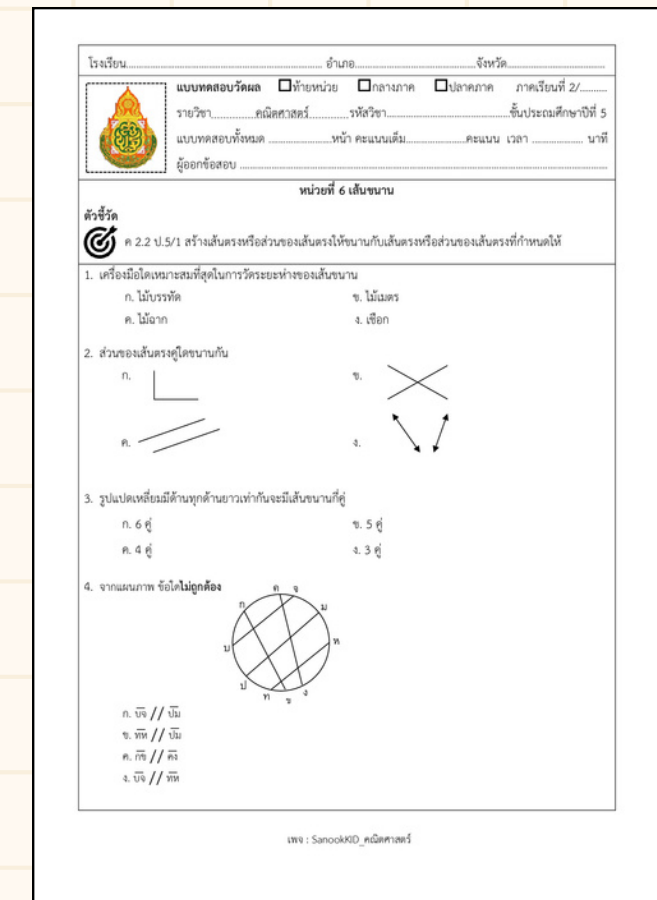 โรงเรียน.......................................................... อำเภอ....................................จังหวัด..............................
แบบทดสอบวัดผล ☐ท้ายหน่วย ☐กลางภาค ☐ปลาคภาค ภาคเรียนที่ 2/.........
รายวิชา..............คณิตศาสตร์............รหัสวิชา......................................ชั้นประถมศึกษาปีที่ 5
แบบทดสอบทั้งหมด ....................หน้า คะแนนเต็ม...................คะแนน เวลา ................ นาที
ผู้ออกข้อสอบ ..............................................................................................................
หน่วยที่ 6 เส้นขนาน
ตัวชี้วัด
ค 2.2 ป.5/1 สร้างเส้นตรงหรือส่วนของเส้นตรงให้ขนานกับเส้นตรงหรือส่วนของเส้นตรงที่กำหนดให้
1. เครื่องมือใดเหมาะสมที่สุดในการวัดระยะห่างของเส้นขนาน
ก. ไม้บรรทัด ข. ไม้เมตร
ค. ไม้ฉาก ง. เชือก
2. ส่วนของเส้นตรงคู่ใดขนานกัน
ก. ข.
ค. ง.
3. รูปแปดเหลี่ยมมีด้านทุกด้านยาวเท่ากันจะมีเส้นขนานกี่คู่
ก. 6 คู่ ข. 5 คู่
ค. 4 คู่ ง. 3 คู่
4. จากแผนภาพ ข้อใดไม่ถูกต้อง
ค จ
ก ม
บ ห
ป ท ข ง
ก. บจ // ปม
ข. ทห // ปม
ค. กข // คง
ง. บจ // ทห
เพจ : SanookKID_คณิตศาสตร์